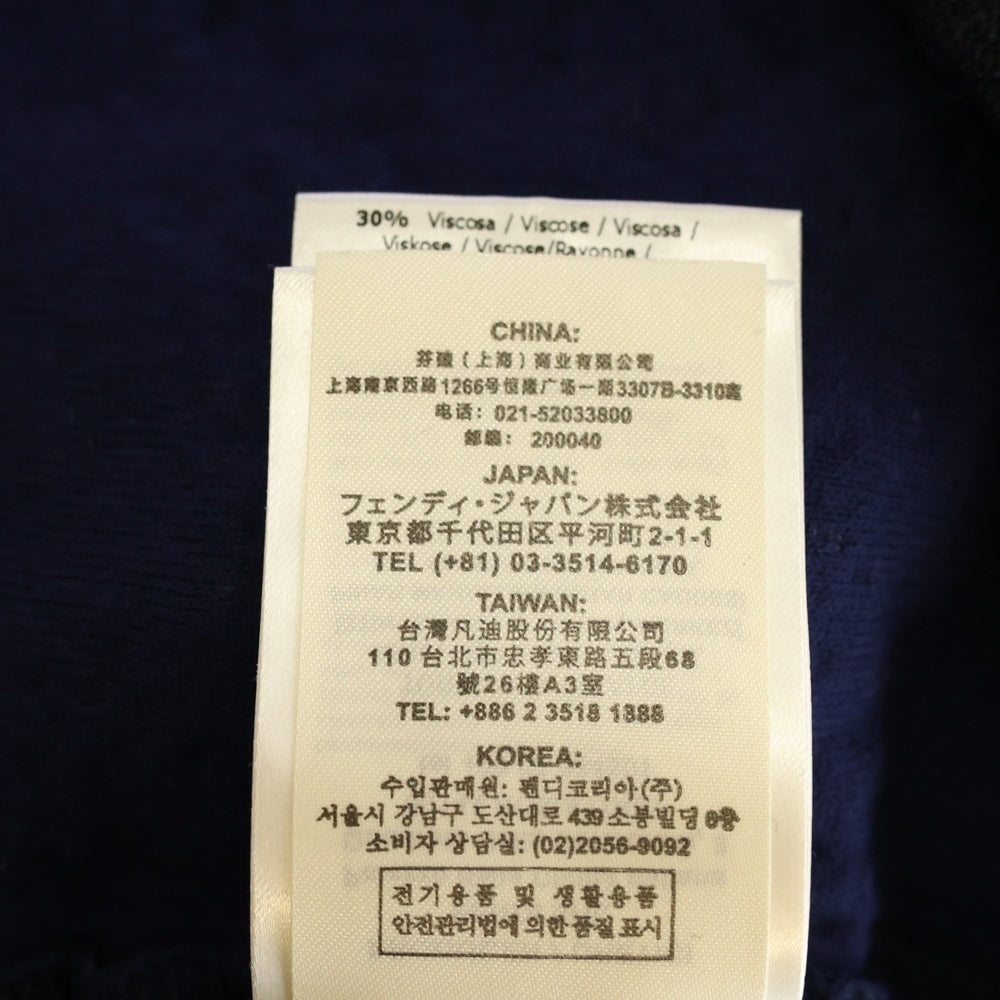 30% Viscosa / Viscose / Viscosa /
Viskose / Viscose/Rayonne /
CHINA:
芬迪（上海）商业有限公司
上海南京西路1266号恒隆广场一期3307B-3310室
电话: 021-52033800
邮编: 200040
JAPAN:
フェンディ・ジャパン株式会社
東京都千代田区平河町2-1-1
TEL (+81) 03-3514-6170
TAIWAN:
台灣凡迪股份有限公司
110 台北市忠孝東路五段68
號26樓A3室
TEL: +886 2 3518 1388
KOREA:
수입판매원: 펜디코리아(주)
서울시 강남구 도산대로 439 소봉빌딩
소비자 상담실: (02)2056-9092
전기용품 및 생활용품
안전관리법에 의한 품질 표시